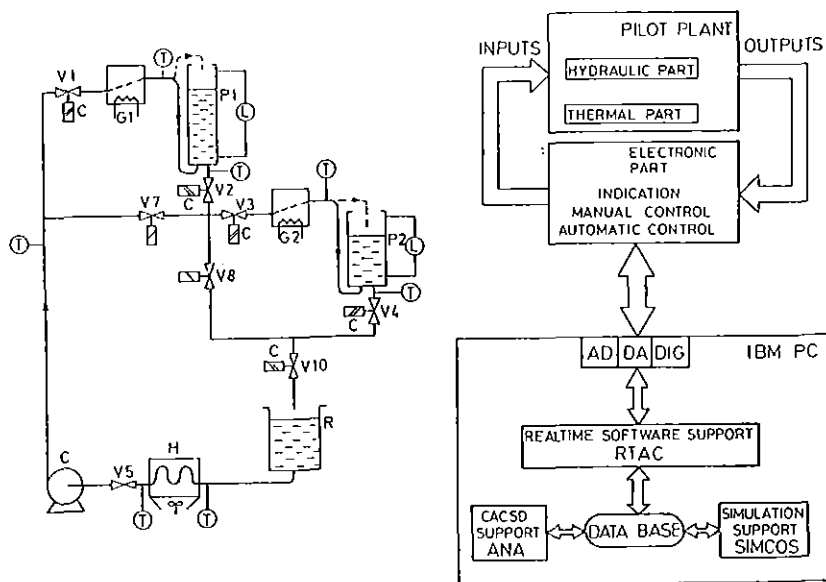 T
V1
C
G1
P1
L
T
C
V2
V7
C
V3
T
G2
P2
L
T
T
V8
C
V4
C
V10
R
C
V5
H
T
T
PILOT PLANT
INPUTS
OUTPUTS
HYDRAULIC PART
THERMAL PART
ELECTRONIC
PART
INDICATION
MANUAL CONTROL
AUTOMATIC CONTROL
AD DA DIG
IBM PC
REALTIME SOFTWARE SUPPORT
RTAC
CACSD
SUPPORT
ANA
DATA BASE
SIMULATION
SUPPORT
SIMCOS